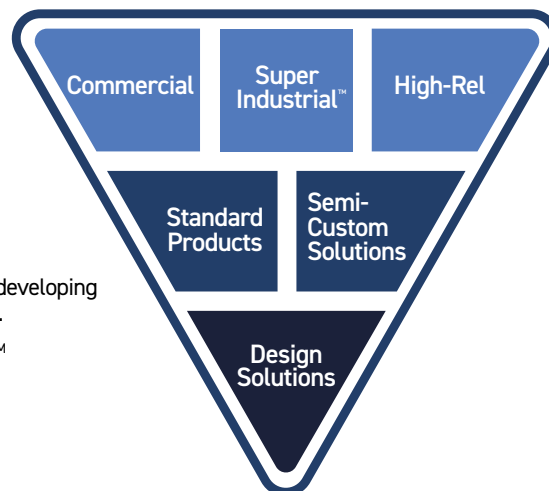 Commercial
Super
Industrial™
High-Rel
Standard
Products
Semi-
Custom
Solutions
developing
.
M
Design
Solutions